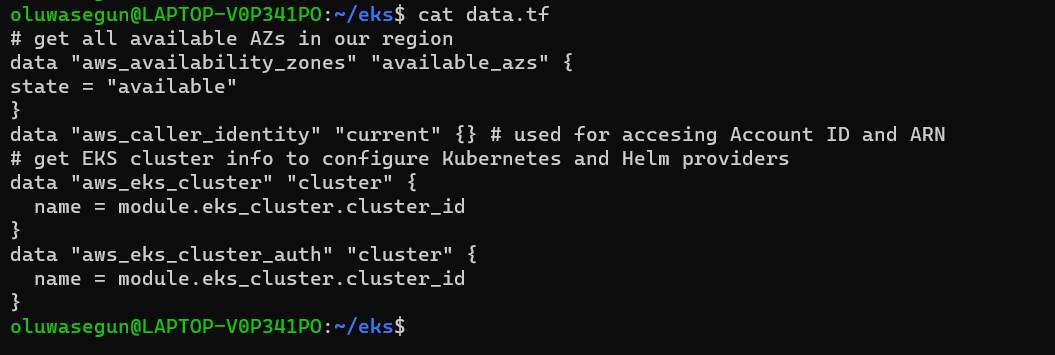 oluwasegun@LAPTOP-V0P341PO:~/eks$ cat data.tf
# get all available AZs in our region
data "aws_availability_zones" "available_azs" {
state = "available"
}
data "aws_caller_identity" "current" {} # used for accesing Account ID and ARN
# get EKS cluster info to configure Kubernetes and Helm providers
data "aws_eks_cluster" "cluster" {
  name = module.eks_cluster.cluster_id
}
data "aws_eks_cluster_auth" "cluster" {
  name = module.eks_cluster.cluster_id
}
oluwasegun@LAPTOP-V0P341PO:~/eks$